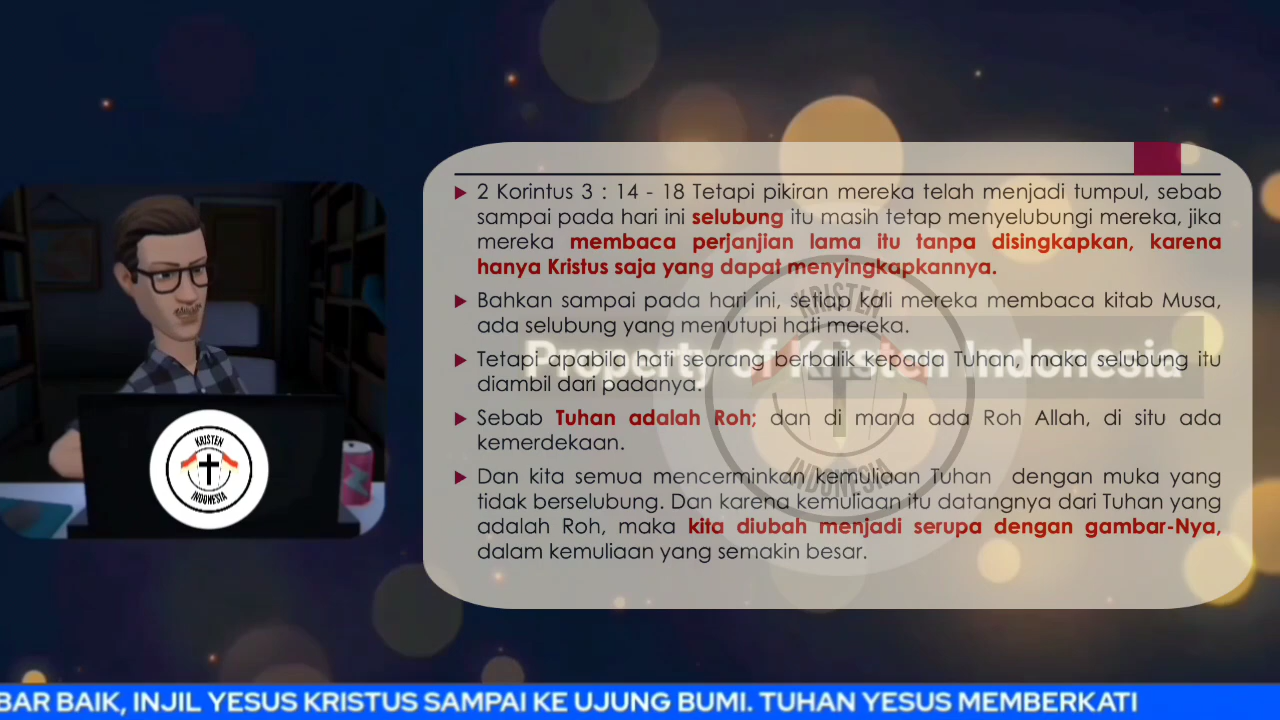 2 Korintus 3 : 14 - 18 Tetapi pikiran mereka telah menjadi tumpul, sebab
sampai pada hari ini selubung itu masih tetap menyelubungi mereka, jika
mereka membaca perjanjian lama itu tanpa disingkapkan, karena
hanya Kristus saja yang dapat menyingkapkannya.
Bahkan sampai pada hari ini, setiap kali mereka membaca kitab Musa,
ada selubung yang menutupi hati mereka.
Tetapi apabila hati seorang berbalik kepada Tuhan, maka selubung itu
diambil dari padanya.
Sebab Tuhan adalah Roh; dan di mana ada Roh Allah, di situ ada
kemerdekaan.
Dan kita semua mencerminkan kemuliaan Tuhan dengan muka yang
tidak berselubung. Dan karena kemuliaan itu datangnya dari Tuhan yang
adalah Roh, maka kita diubah menjadi serupa dengan gambar-Nya,
dalam kemuliaan yang semakin besar.
Property of Kristen Indonesia
KRISTEN
INDONESIA
KRISTEN
INDONESIA
BAR BAIK, INJIL YESUS KRISTUS SAMPAI KE UJUNG BUMI. TUHAN YESUS MEMBERKATI